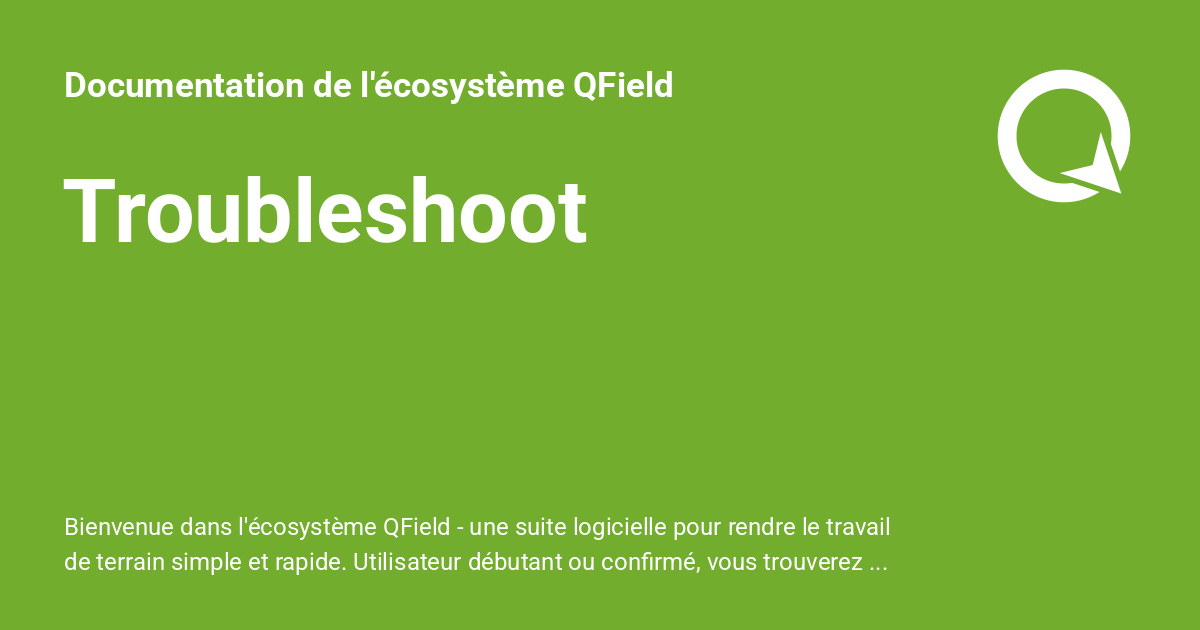 Documentation de l'écosystème QField
Troubleshoot
Bienvenue dans l'écosystème QField - une suite logicielle pour rendre le travail
de terrain simple et rapide. Utilisateur débutant ou confirmé, vous trouverez ...